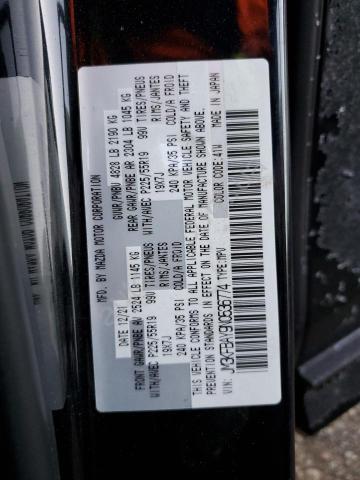 MFD. BY MAZDA MOTOR CORPORATION
DATE: 12/21 GVWR/PNBV 4828 LB 2190 KG
FRONT GAWR/PNBE AV 2524 LB 1145 KG REAR GAWR/PNBE AR 2304 LB 1045 KG
WITH/AVEC P225/55R19 99V TIRES/PNEUS WITH/AVEC P225/55R19 99V TIRES/PNEUS
19X7J RIMS/JANTES 19X7J RIMS/JANTES
240 KPA/35 PSI COLD/A FROID 240 KPA/35 PSI COLD/A FROID
THIS VEHICLE CONFORMS TO ALL APPLICABLE FEDERAL MOTOR VEHICLE SAFETY AND THEFT
PREVENTION STANDARDS IN EFFECT ON THE DATE OF MANUFACTURE SHOWN ABOVE.
COLOR CODE: 41W MADE IN JAPAN
VIN: TYPE: MPV